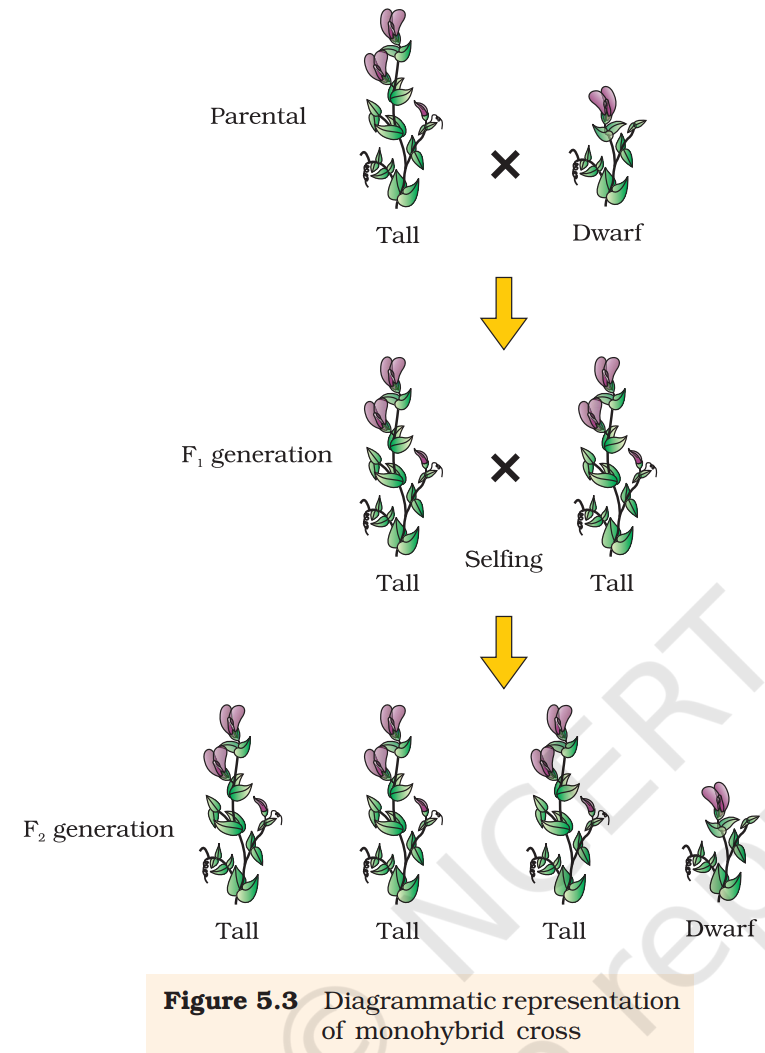 Parental
Tall
Dwarf
F₁ generation
Selfing
Tall
Tall
F₂ generation
Tall
Tall
Tall
Dwarf
© NCERT
Figure 5.3 Diagrammatic representation
of monohybrid cross